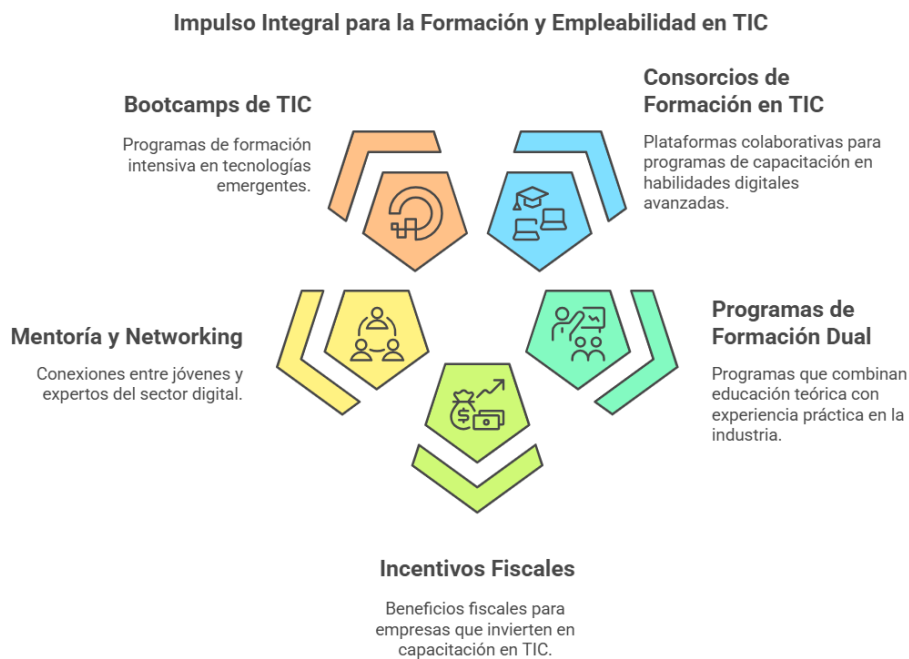 Impulso Integral para la Formación y Empleabilidad en TIC
Bootcamps de TIC
Programas de formación
intensiva en tecnologías
emergentes.
Consorcios de
Formación en TIC
Plataformas colaborativas para
programas de capacitación en
habilidades digitales
avanzadas.
Mentoría y Networking
Conexiones entre jóvenes y
expertos del sector digital.
Programas de
Formación Dual
Programas que combinan
educación teórica con
experiencia práctica en la
industria.
Incentivos Fiscales
Beneficios fiscales para
empresas que invierten en
capacitación en TIC.